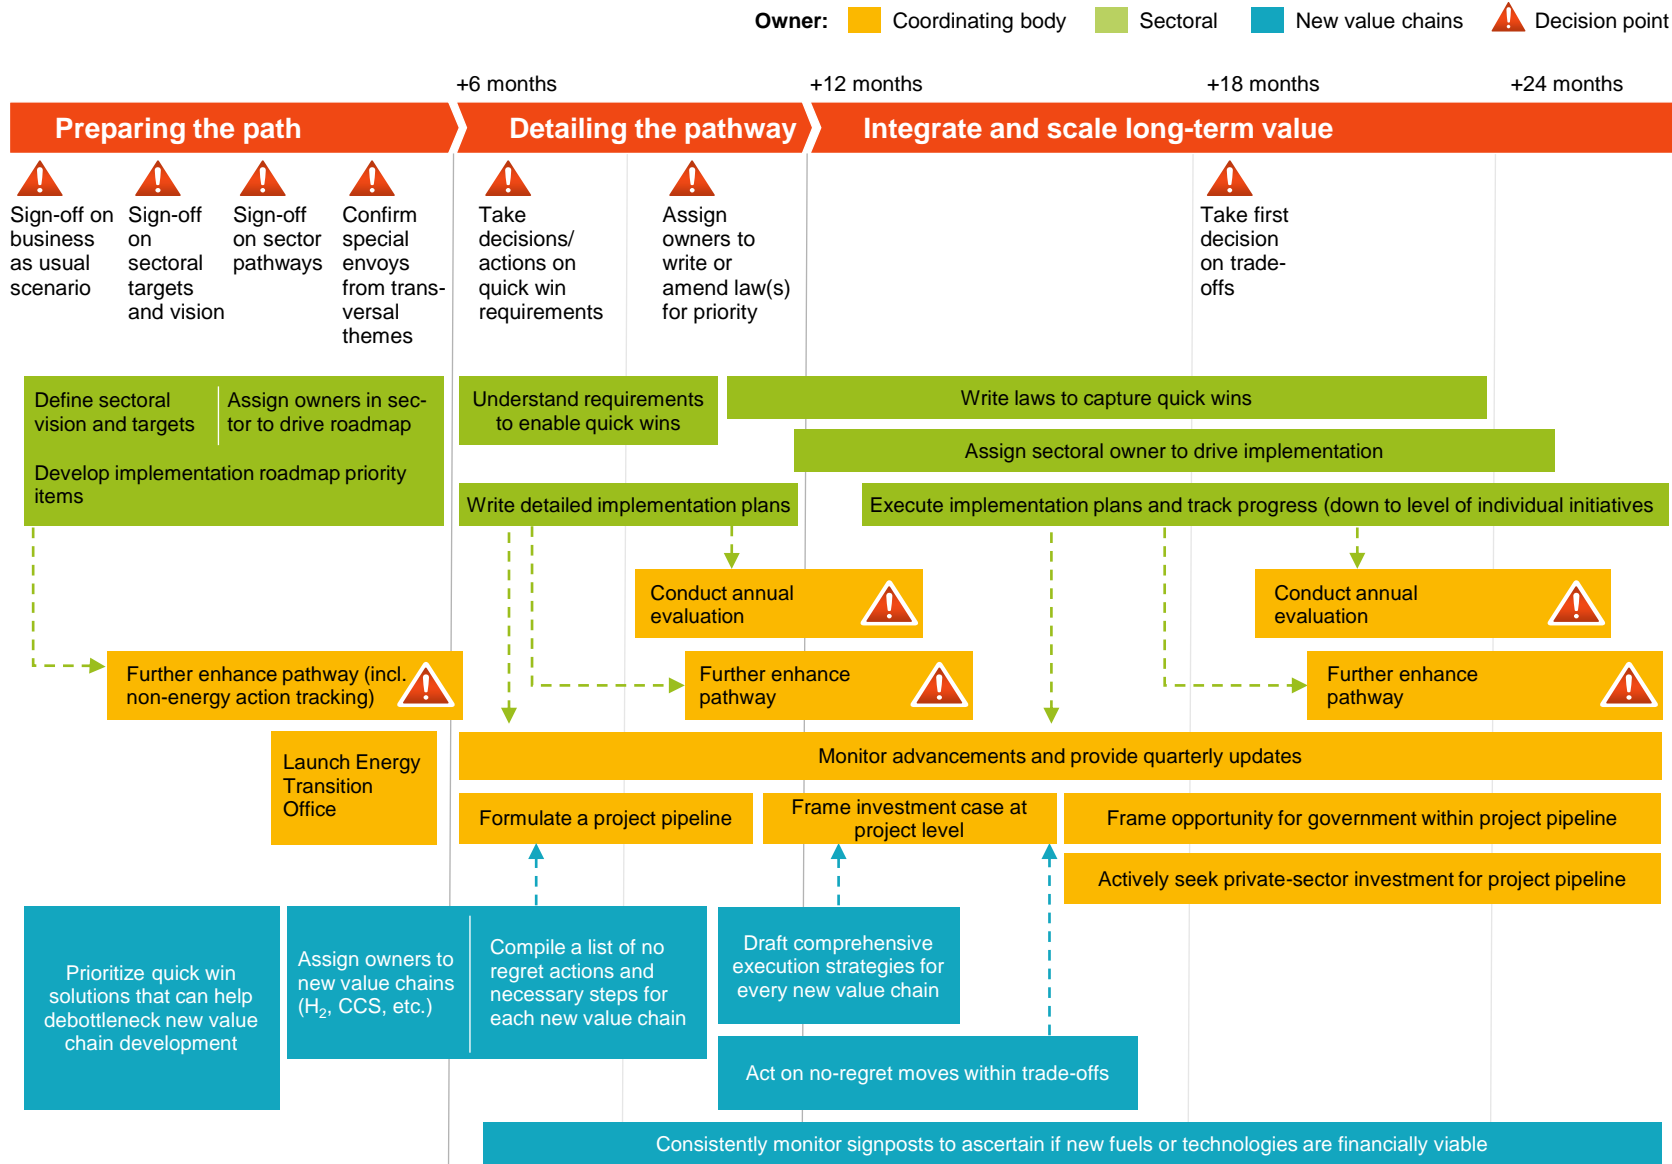 Owner:
Coordinating body
Sectoral
New value chains
Decision point
+6 months
+12 months
+18 months
+24 months
Preparing the path
Detailing the pathway
Integrate and scale long-term value
Sign-off on
business
as usual
scenario
Sign-off
on
sectoral
targets
and vision
Sign-off
on sector
pathways
Confirm
special
envoys
from trans-
versal
themes
Take
decisions/
actions on
quick win
requirements
Assign
owners to
write or
amend law(s)
for priority
Take first
decision
on trade-
offs
Define sectoral
vision and targets
Assign owners in sec-
tor to drive roadmap
Develop implementation roadmap priority
items
Understand requirements
to enable quick wins
Write laws to capture quick wins
Assign sectoral owner to drive implementation
Write detailed implementation plans
Execute implementation plans and track progress (down to level of individual initiatives
Conduct annual
evaluation
Conduct annual
evaluation
Further enhance pathway (incl.
non-energy action tracking)
Further enhance
pathway
Further enhance
pathway
Launch Energy
Transition
Office
Monitor advancements and provide quarterly updates
Formulate a project pipeline
Frame investment case at
project level
Frame opportunity for government within project pipeline
Actively seek private-sector investment for project pipeline
Prioritize quick win
solutions that can help
debottleneck new value
chain development
Assign owners to
new value chains
(H₂, CCS, etc.)
Compile a list of no
regret actions and
necessary steps for
each new value chain
Draft comprehensive
execution strategies for
every new value chain
Act on no-regret moves within trade-offs
Consistently monitor signposts to ascertain if new fuels or technologies are financially viable